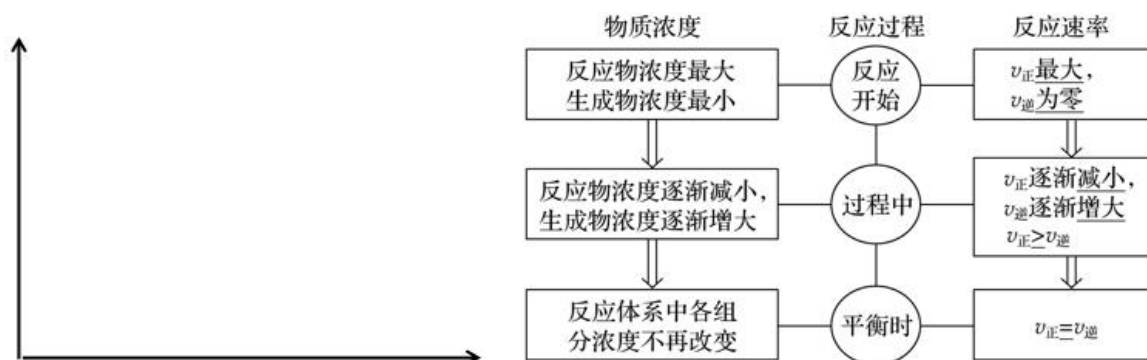 物质浓度 反应过程 反应速率
反应物浓度最大
生成物浓度最小
反应
开始
v正最大,
v逆为零
反应物浓度逐渐减小,
生成物浓度逐渐增大
过程中
v正逐渐减小,
v逆逐渐增大
v正>v逆
反应体系中各组
分浓度不再改变
平衡时
v正=v逆